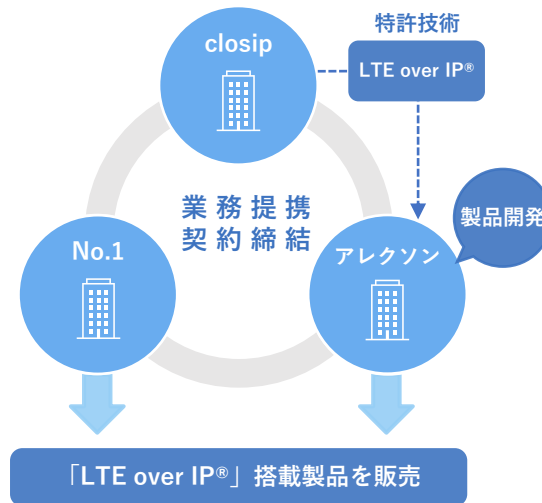 closip
特許技術
LTE over IP®
業務提携
契約締結
No.1
アレクソン
製品開発
「LTE over IP®」搭載製品を販売